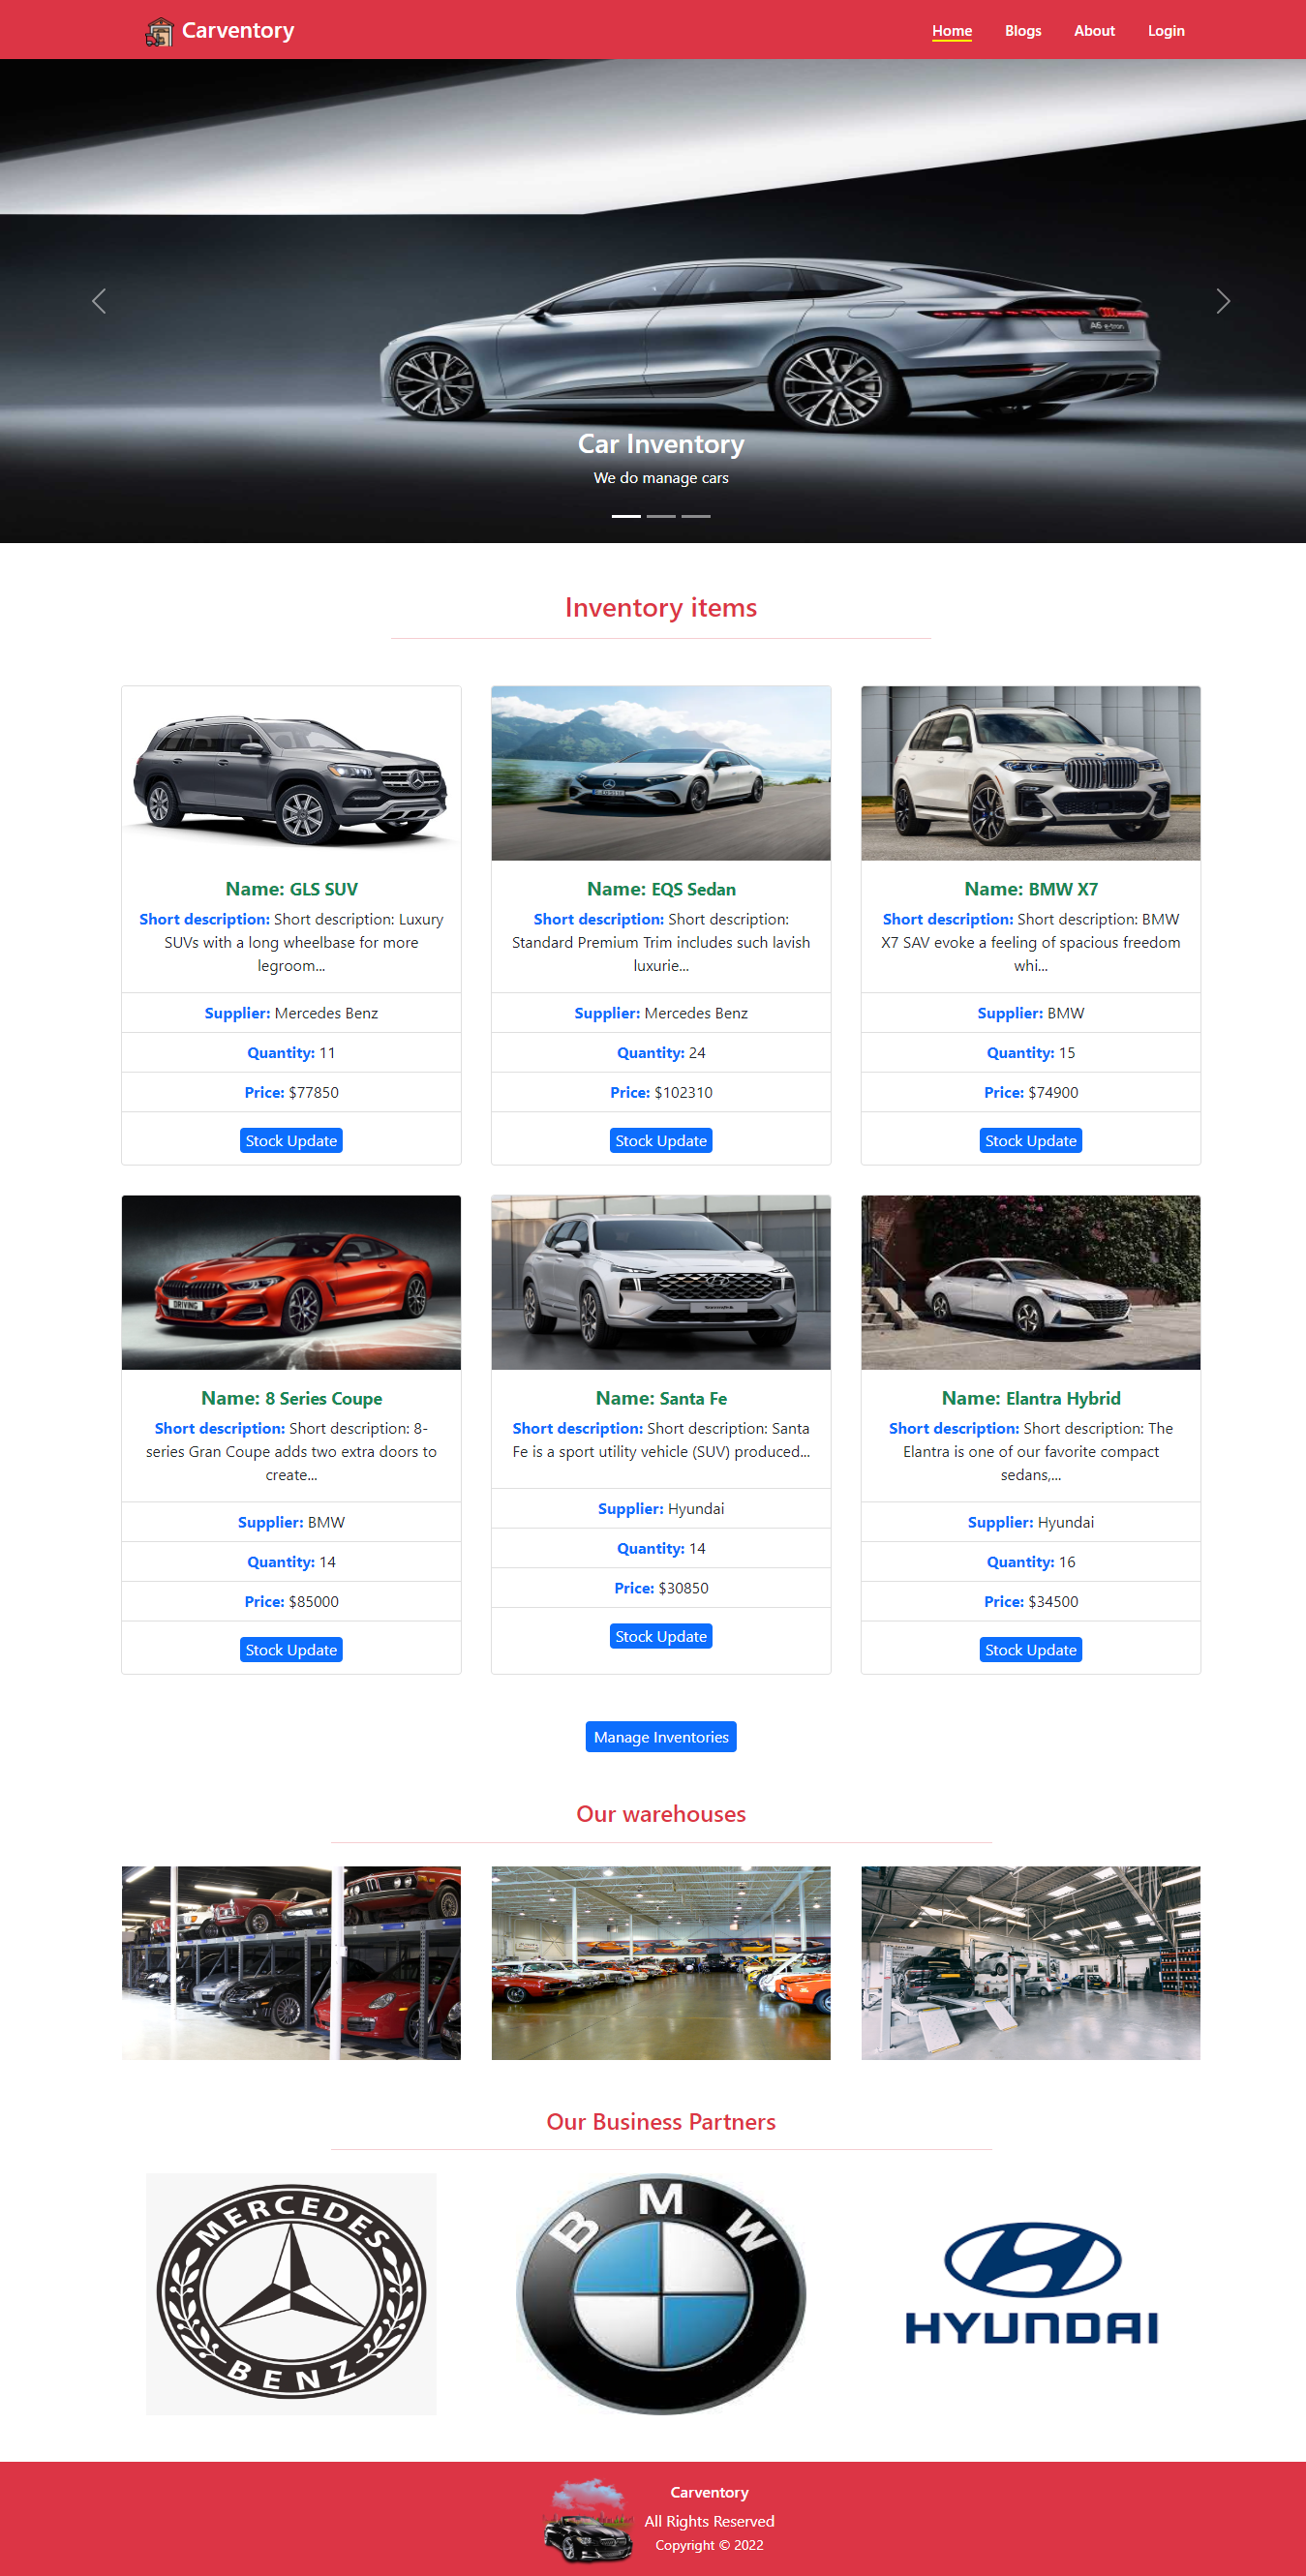 Carventory
Home Blogs About Login
A6 e-tron
Car Inventory
We do manage cars
Inventory items
Name: GLS SUV
Short description: Short description: Luxury
SUVs with a long wheelbase for more
legroom...
Supplier: Mercedes Benz
Quantity: 11
Price: $77850
Stock Update
Name: EQS Sedan
Short description: Short description:
Standard Premium Trim includes such lavish
luxurie...
Supplier: Mercedes Benz
Quantity: 24
Price: $102310
Stock Update
Name: BMW X7
Short description: Short description: BMW
X7 SAV evoke a feeling of spacious freedom
whi...
Supplier: BMW
Quantity: 15
Price: $74900
Stock Update
DRIVING
Name: 8 Series Coupe
Short description: Short description: 8-
series Gran Coupe adds two extra doors to
create...
Supplier: BMW
Quantity: 14
Price: $85000
Stock Update
Name: Santa Fe
Short description: Short description: Santa
Fe is a sport utility vehicle (SUV) produced...
Supplier: Hyundai
Quantity: 14
Price: $30850
Stock Update
Name: Elantra Hybrid
Short description: Short description: The
Elantra is one of our favorite compact
sedans,...
Supplier: Hyundai
Quantity: 16
Price: $34500
Stock Update
Manage Inventories
Our warehouses
Our Business Partners
MERCEDES
BENZ
BMW
HYUNDAI
Carventory
All Rights Reserved
Copyright © 2022